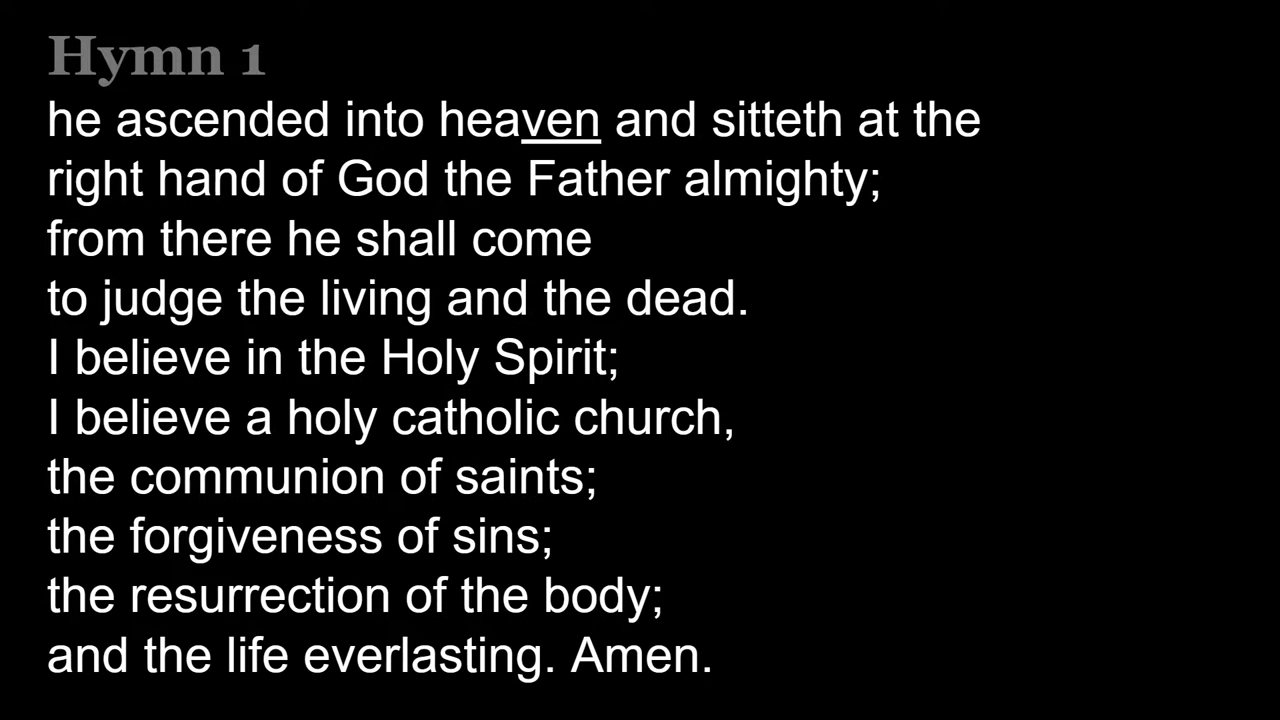 Hymn 1
he ascended into heaven and sitteth at the
right hand of God the Father almighty;
from there he shall come
to judge the living and the dead.
I believe in the Holy Spirit;
I believe a holy catholic church,
the communion of saints;
the forgiveness of sins;
the resurrection of the body;
and the life everlasting. Amen.